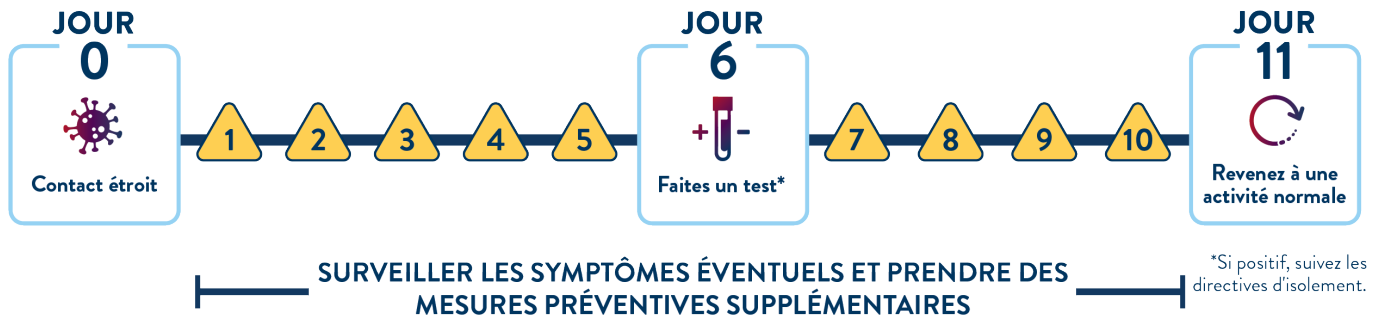 JOUR
0
Contact étroit
1
2
3
4
5
JOUR
6
+ -
Faites un test*
7
8
9
10
JOUR
11
Revenez à une
activité normale
SURVEILLER LES SYMPTÔMES ÉVENTUELS ET PRENDRE DES
MESURES PRÉVENTIVES SUPPLÉMENTAIRES
*Si positif, suivez les
directives d'isolement.